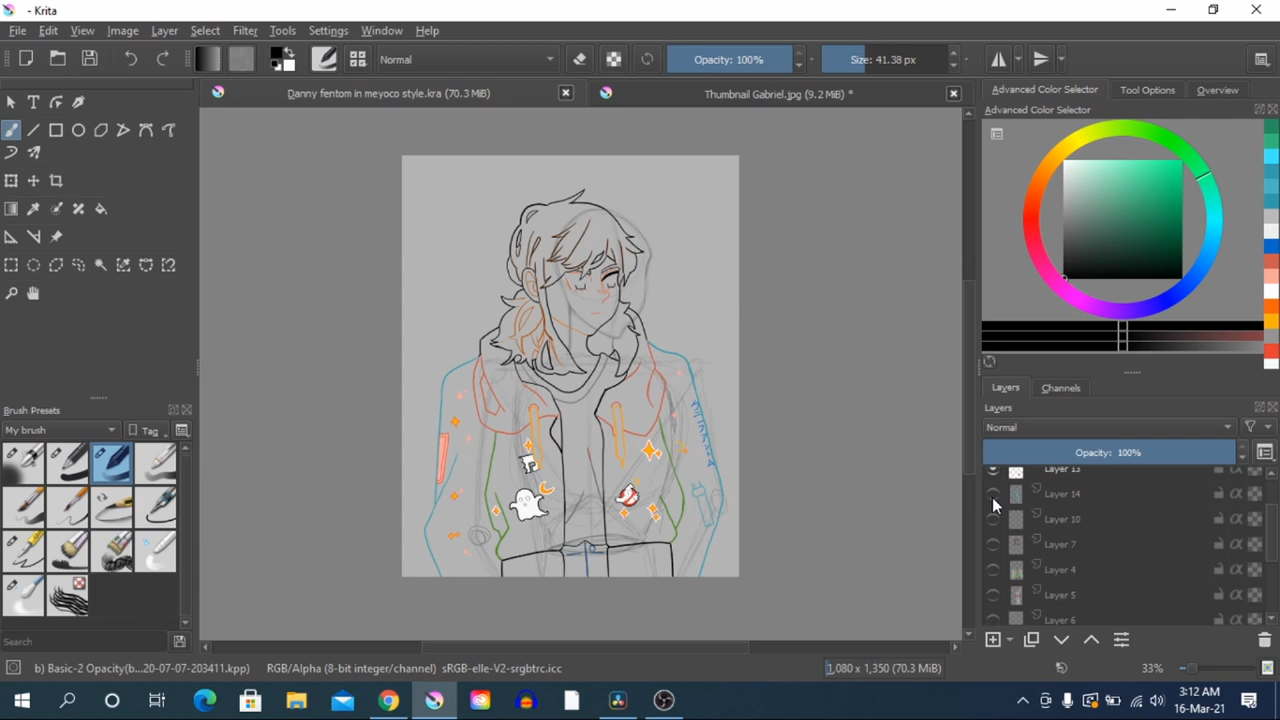 - Krita
File Edit View Image Layer Select Filter Tools Settings Window Help
Normal Opacity: 100% Size: 41.38 px
Danny fentom in meyoco style.kra (70.3 MiB) Thumbnail Gabriel.jpg (9.2 MiB) *
Advanced Color Selector Tool Options Overview
Advanced Color Selector
Layers Channels
Layers
Normal
Opacity: 100%
Layer 13
Layer 14
Layer 10
Layer 7
Layer 4
Layer 5
Layer 6
Brush Presets
My brush Tag
Search
b) Basic-2 Opacity(b...20-07-07-203411.kpp) RGB/Alpha (8-bit integer/channel) sRGB-elle-V2-srgbtrc.icc 1,080 x 1,350 (70.3 MiB) 33%
3:12 AM
16-Mar-21